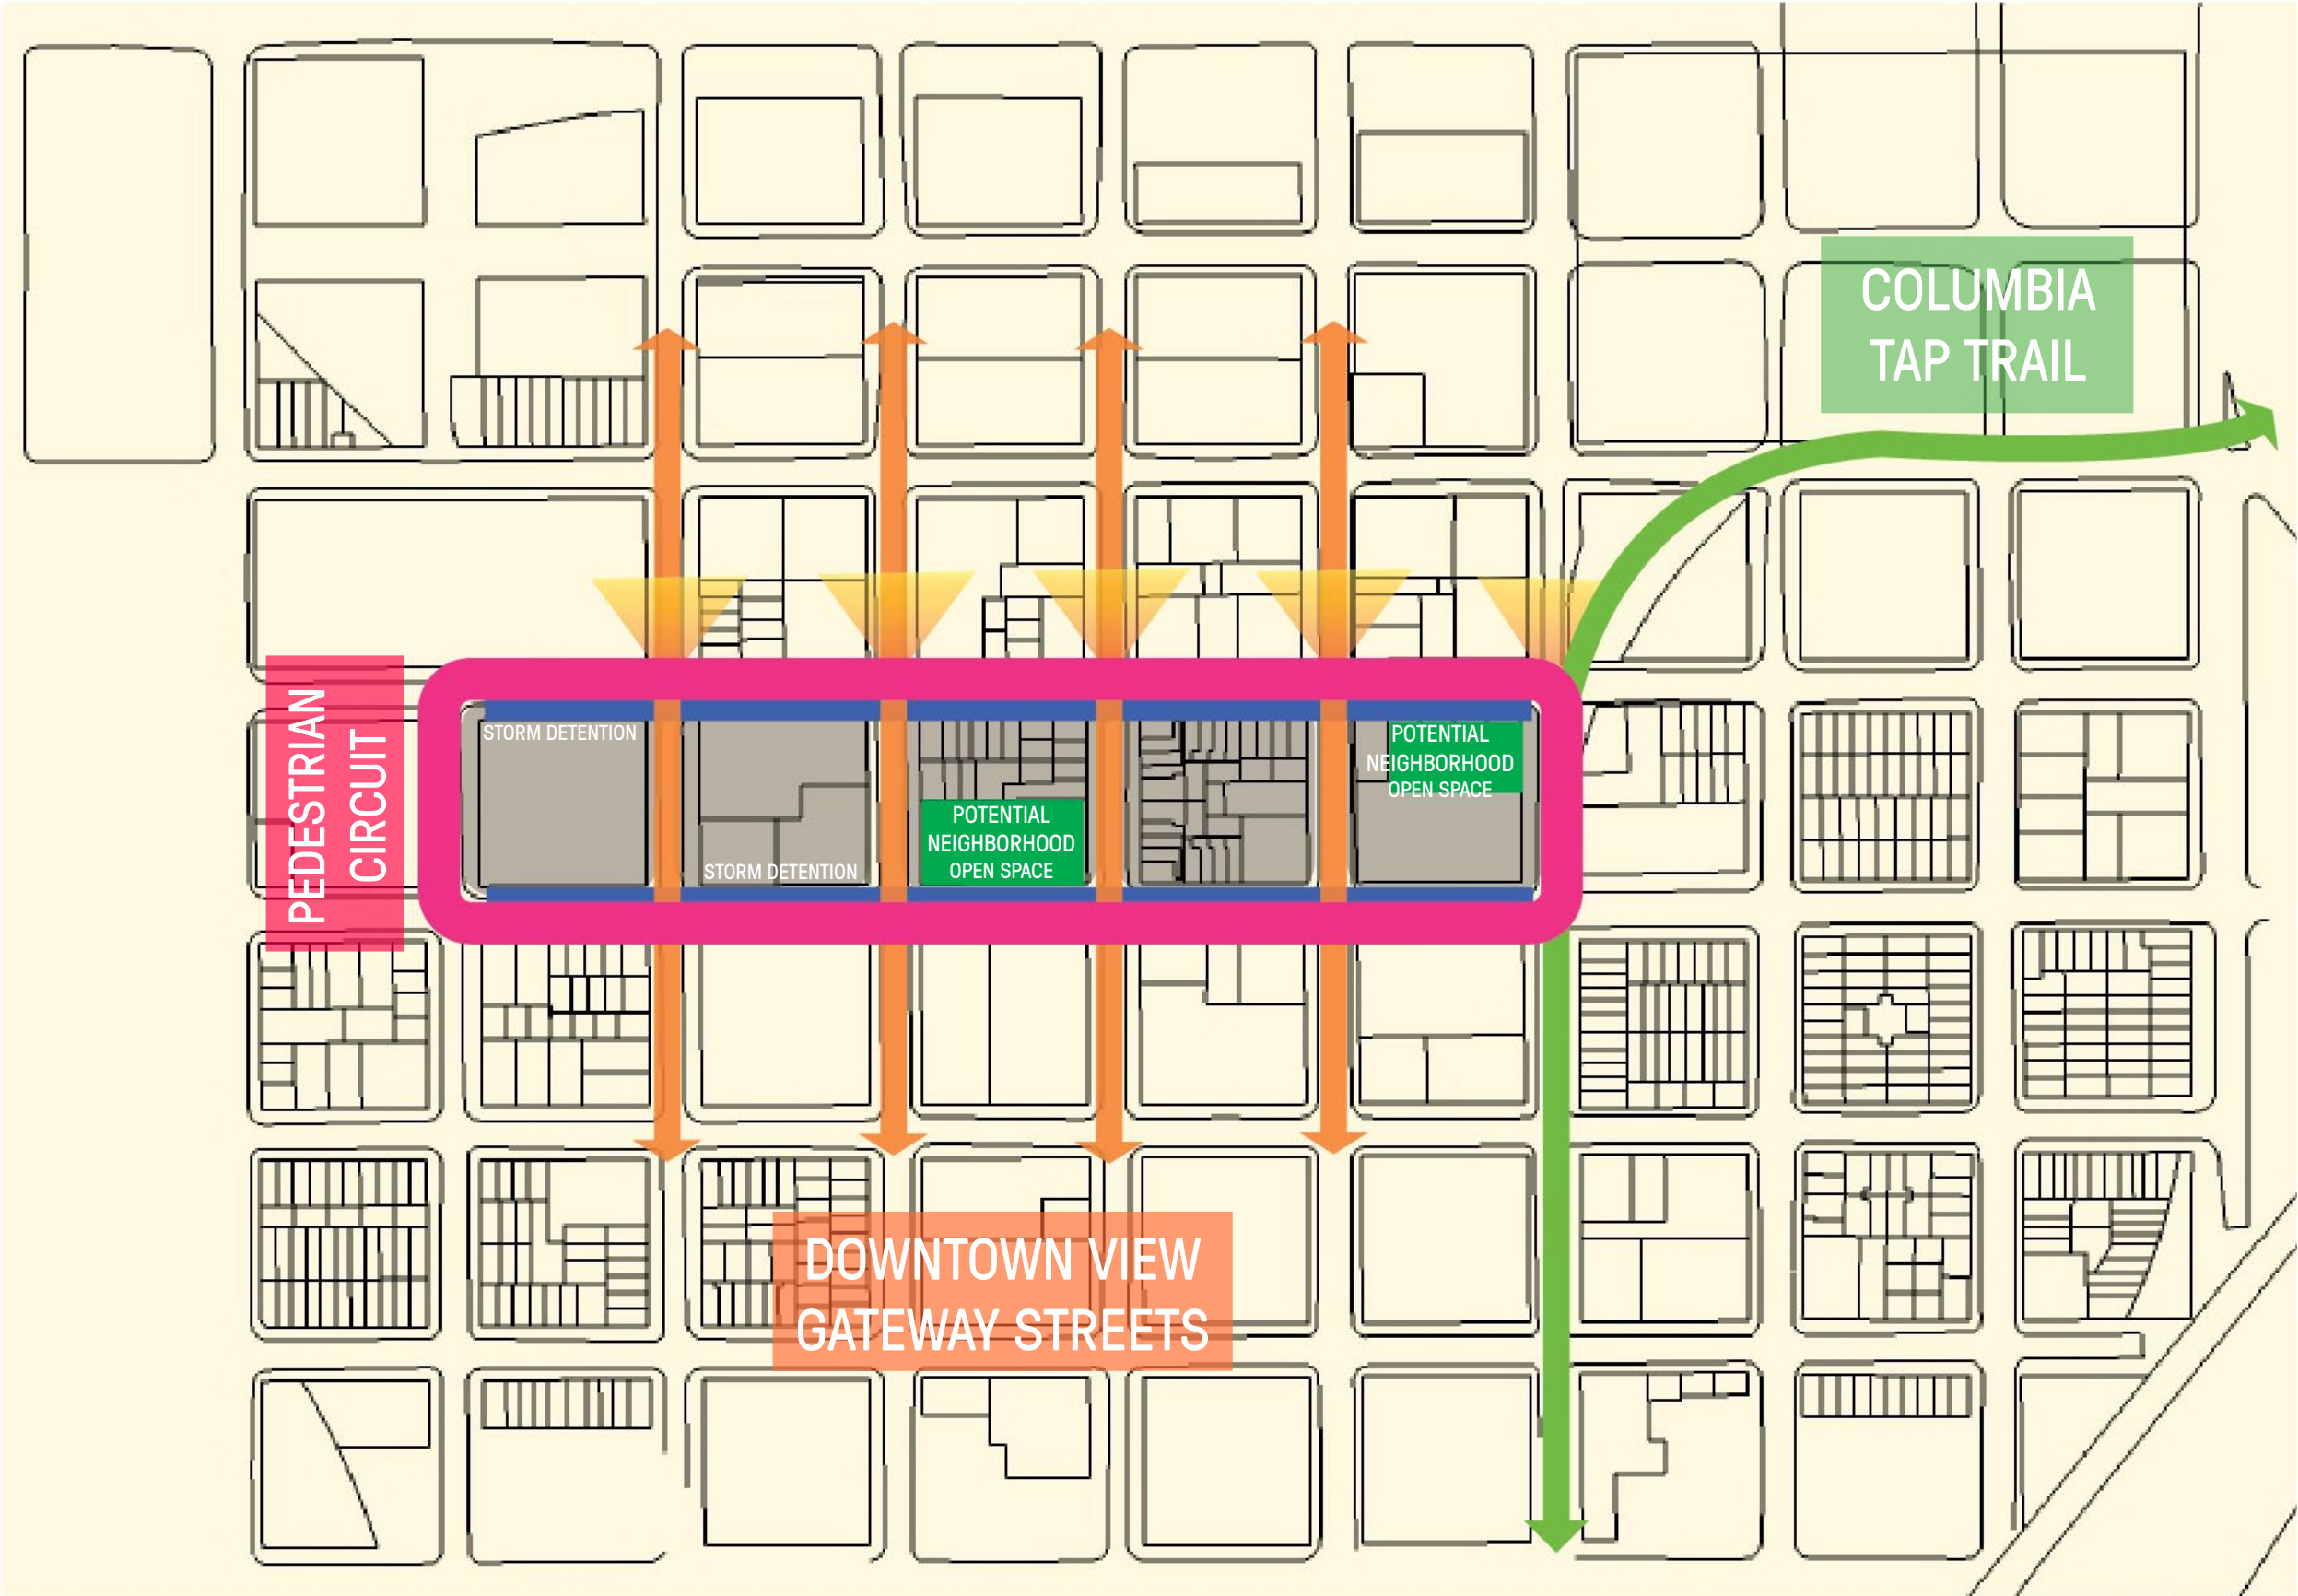 COLUMBIA
TAP TRAIL
PEDESTRIAN
CIRCUIT
STORM DETENTION
STORM DETENTION
POTENTIAL
NEIGHBORHOOD
OPEN SPACE
POTENTIAL
NEIGHBORHOOD
OPEN SPACE
DOWNTOWN VIEW
GATEWAY STREETS